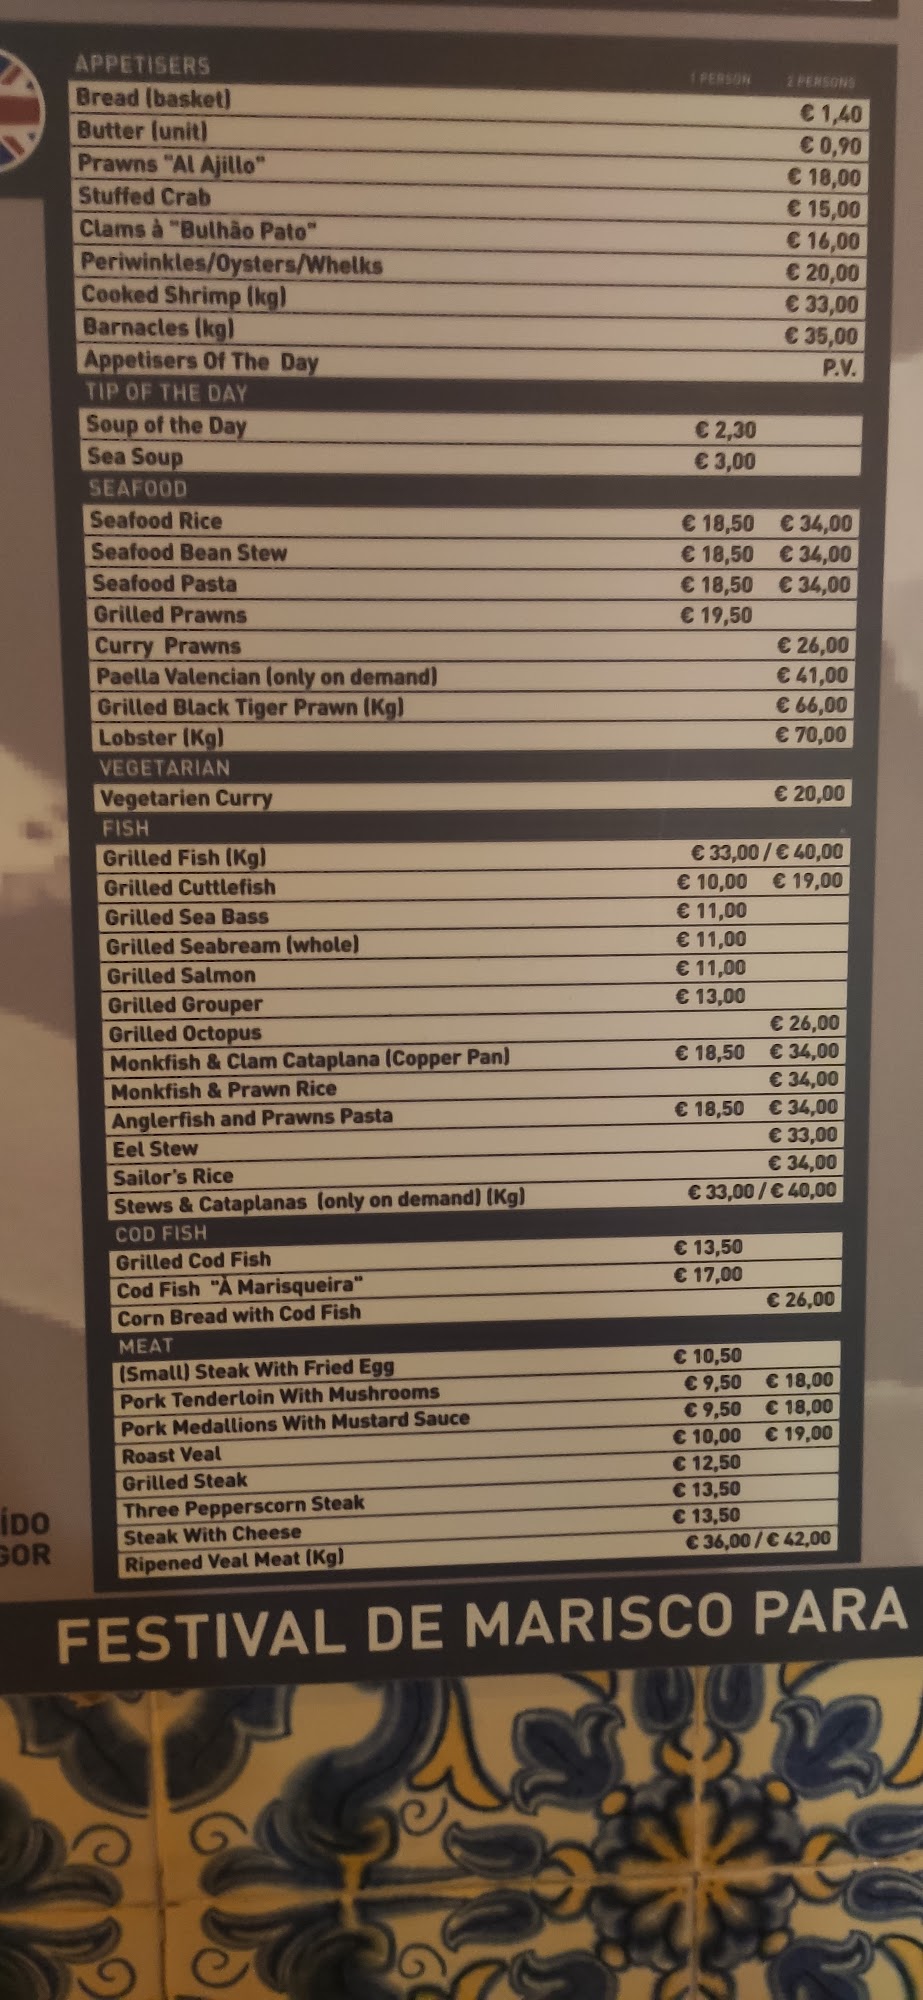 APPETISERS 1 PERSON 2 PERSONS
Bread (basket) € 1,40
Butter (unit) € 0,90
Prawns "Al Ajillo" € 18,00
Stuffed Crab € 15,00
Clams à "Bulhão Pato" € 16,00
Periwinkles/Oysters/Whelks € 20,00
Cooked Shrimp (kg) € 33,00
Barnacles (kg) € 35,00
Appetisers Of The Day P.V.
TIP OF THE DAY
Soup of the Day € 2,30
Sea Soup € 3,00
SEAFOOD
Seafood Rice € 18,50 € 34,00
Seafood Bean Stew € 18,50 € 34,00
Seafood Pasta € 18,50 € 34,00
Grilled Prawns € 19,50
Curry Prawns € 26,00
Paella Valencian (only on demand) € 41,00
Grilled Black Tiger Prawn (Kg) € 66,00
Lobster (Kg) € 70,00
VEGETARIAN
Vegetarien Curry € 20,00
FISH
Grilled Fish (Kg) € 33,00 / € 40,00
Grilled Cuttlefish € 10,00 € 19,00
Grilled Sea Bass € 11,00
Grilled Seabream (whole) € 11,00
Grilled Salmon € 11,00
Grilled Grouper € 13,00
Grilled Octopus € 26,00
Monkfish & Clam Cataplana (Copper Pan) € 18,50 € 34,00
Monkfish & Prawn Rice € 34,00
Anglerfish and Prawns Pasta € 18,50 € 34,00
Eel Stew € 33,00
Sailor's Rice € 34,00
Stews & Cataplanas (only on demand) (Kg) € 33,00 / € 40,00
COD FISH
Grilled Cod Fish € 13,50
Cod Fish "À Marisqueira" € 17,00
Corn Bread with Cod Fish € 26,00
MEAT
(Small) Steak With Fried Egg € 10,50
Pork Tenderloin With Mushrooms € 9,50 € 18,00
Pork Medallions With Mustard Sauce € 9,50 € 18,00
Roast Veal € 10,00 € 19,00
Grilled Steak € 12,50
Three Pepperscorn Steak € 13,50
Steak With Cheese € 13,50
Ripened Veal Meat (Kg) € 36,00 / € 42,00
ÍDO
GOR
FESTIVAL DE MARISCO PARA